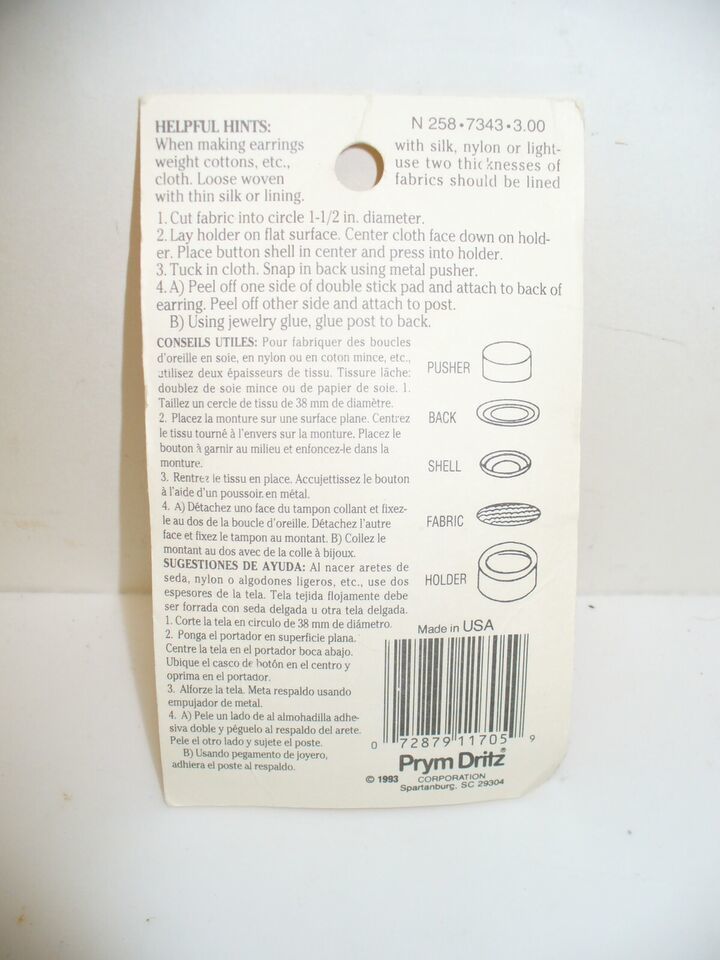 HELPFUL HINTS:
N 258•7343•3.00
When making earrings with silk, nylon or light-
weight cottons, etc., use two thicknesses of
cloth. Loose woven fabrics should be lined
with thin silk or lining.
1. Cut fabric into circle 1-1/2 in. diameter.
2. Lay holder on flat surface. Center cloth face down on hold-
er. Place button shell in center and press into holder.
3. Tuck in cloth. Snap in back using metal pusher.
4. A) Peel off one side of double stick pad and attach to back of
earring. Peel off other side and attach to post.
B) Using jewelry glue, glue post to back.
CONSEILS UTILES: Pour fabriquer des boucles
d'oreille en soie, en nylon ou en coton mince, etc.,
utilisez deux épaisseurs de tissu. Tissure lâche:
doublez de soie mince ou de papier de soie. 1.
Taillez un cercle de tissu de 38 mm de diamètre.
2. Placez la monture sur une surface plane. Centrez
le tissu tourné à l'envers sur la monture. Placez le
bouton à garnir au milieu et enfoncez-le dans la
monture.
3. Rentrez le tissu en place. Accujettissez le bouton
à l'aide d'un poussoir. en métal.
4. A) Détachez une face du tampon collant et fixez-
le au dos de la boucle d'oreille. Détachez l'autre
face et fixez le tampon au montant. B) Collez le
montant au dos avec de la colle à bijoux.
SUGESTIONES DE AYUDA: Al nacer aretes de
seda, nylon o algodones ligeros, etc., use dos
espesores de la tela. Tela tejida flojamente debe
ser forrada con seda delgada u otra tela delgada.
1. Corte la tela en circulo de 38 mm de diámetro.
2. Ponga el portador en superficie plana.
Centre la tela en el portador boca abajo.
Ubique el casco de botón en el centro y
oprima en el portador.
3. Alforze la tela. Meta respaldo usando
empujador de metal.
4. A) Pele un lado de al almohadilla adhe-
siva doble y péguelo al respaldo del arete.
Pele el otro lado y sujete el poste.
B) Usando pegamento de joyero,
adhiera el poste al respaldo.
PUSHER
BACK
SHELL
FABRIC
HOLDER
Made in USA
0 72879 11705 9
Prym Dritz®
© 1993 CORPORATION
Spartanburg, SC 29304